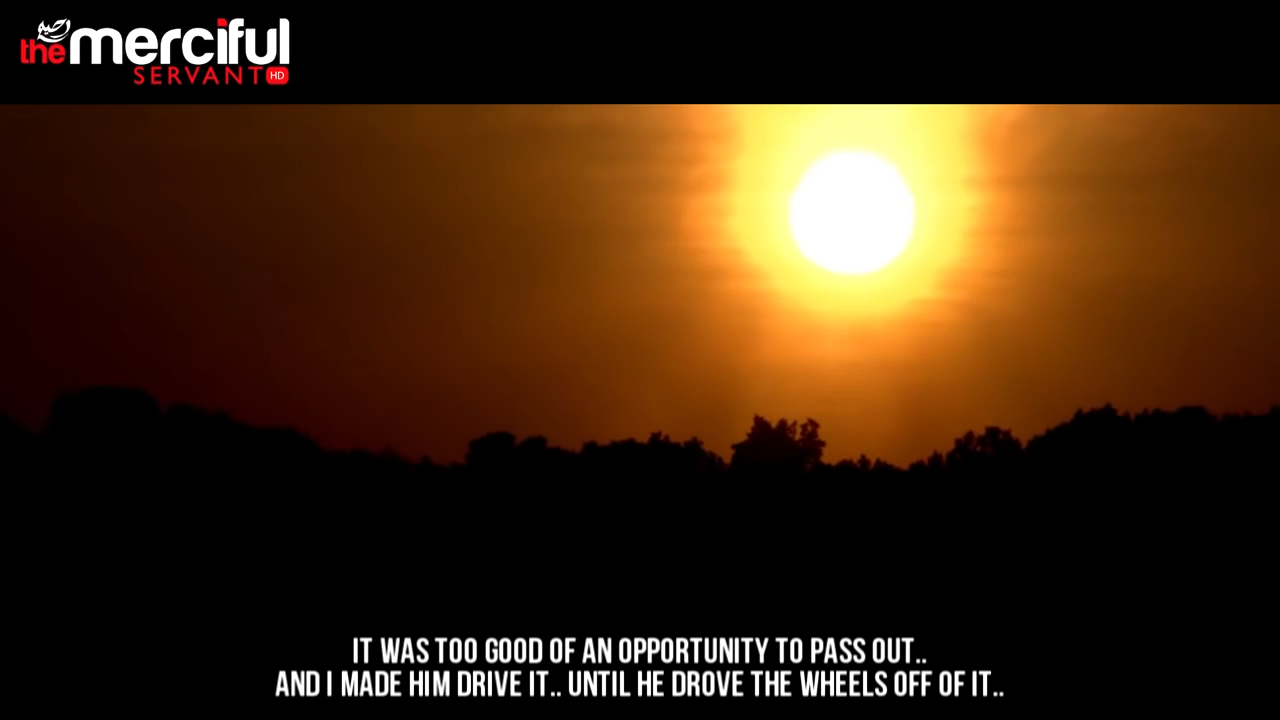 the merciful
SERVANT HD
IT WAS TOO GOOD OF AN OPPORTUNITY TO PASS OUT..
AND I MADE HIM DRIVE IT.. UNTIL HE DROVE THE WHEELS OFF OF IT..